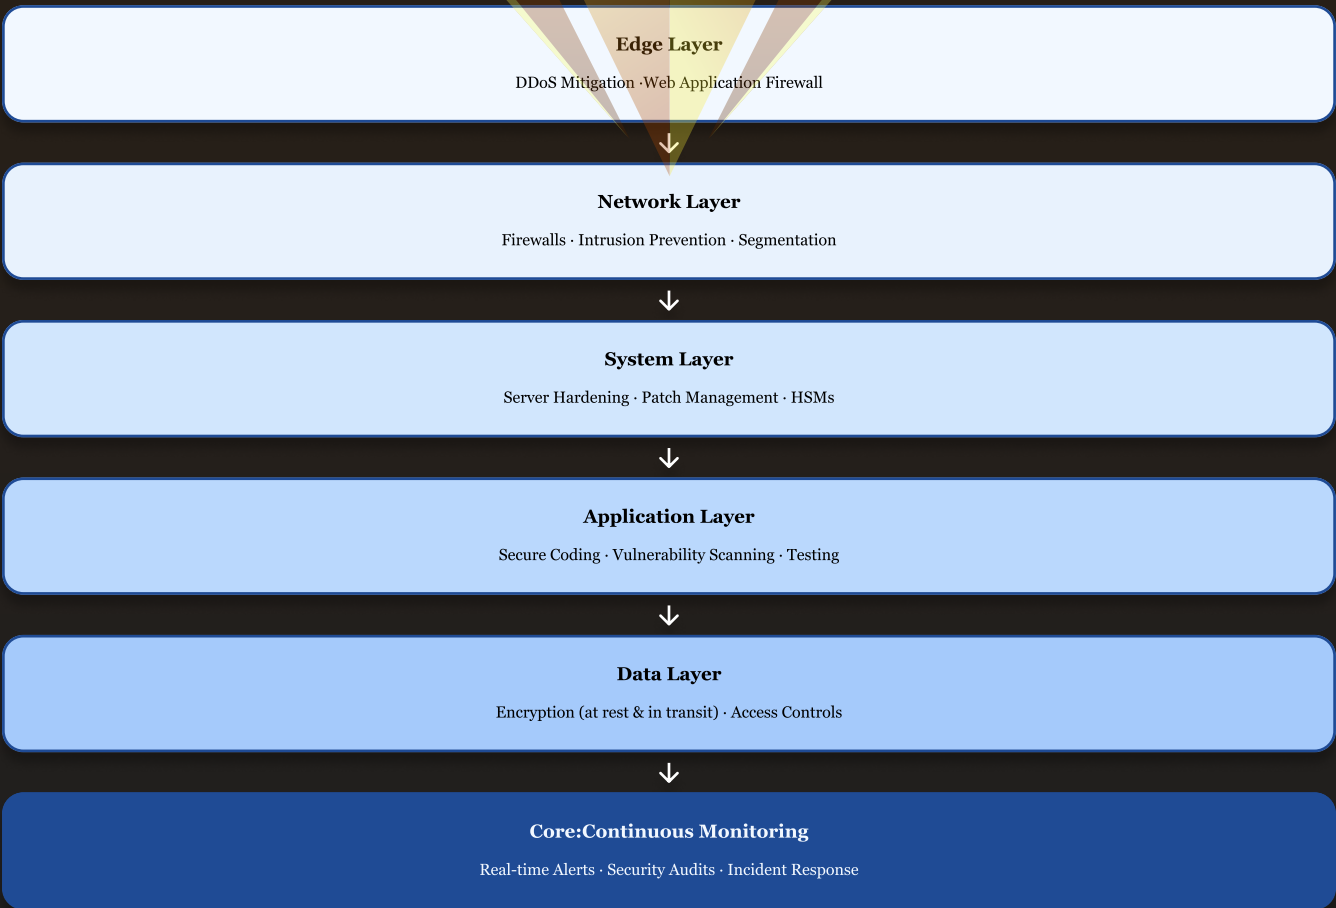 Edge Layer
DDoS Mitigation ·Web Application Firewall
Network Layer
Firewalls · Intrusion Prevention · Segmentation
System Layer
Server Hardening · Patch Management · HSMs
Application Layer
Secure Coding · Vulnerability Scanning · Testing
Data Layer
Encryption (at rest & in transit) · Access Controls
Core:Continuous Monitoring
Real-time Alerts · Security Audits · Incident Response